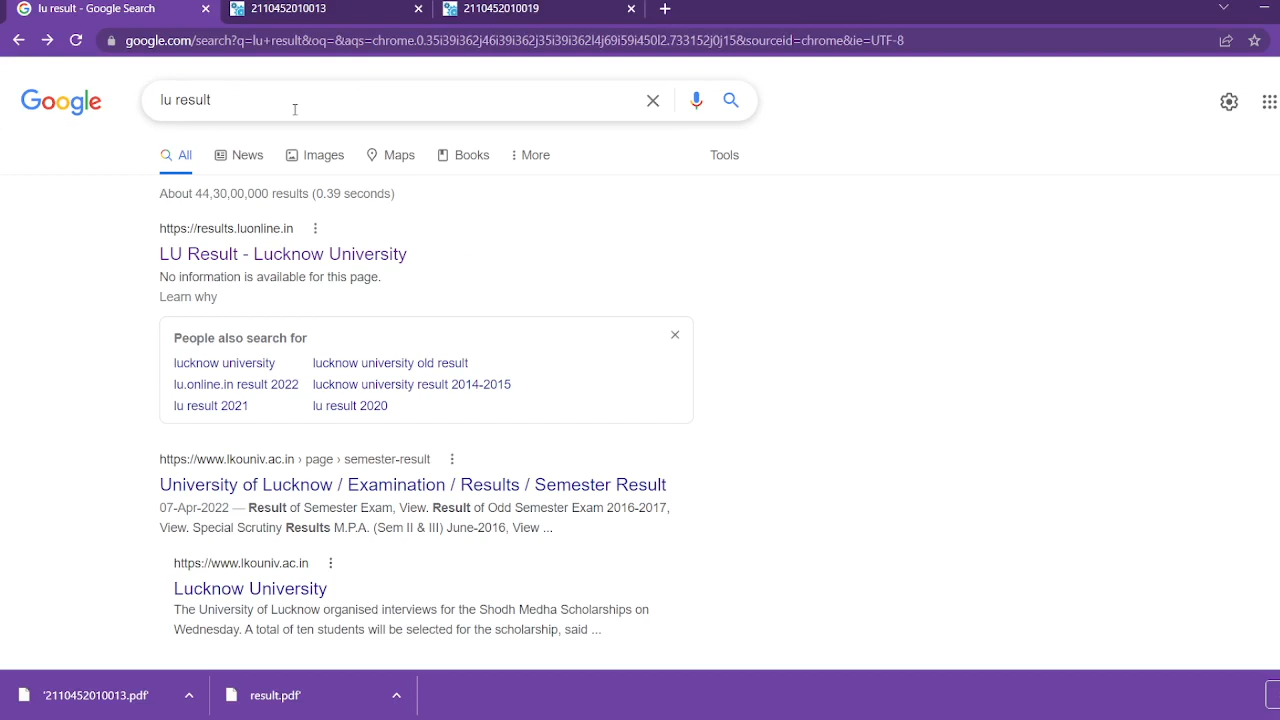 lu result - Google Search
2110452010013
2110452010019
google.com/search?q=lu+result&oq=&aqs=chrome.0.35i39i362j46i39i362j35i39i362l4j69i59i450l2.733152j0j15&sourceid=chrome&ie=UTF-8
Google
lu result
All
News
Images
Maps
Books
More
Tools
About 44,30,00,000 results (0.39 seconds)
https://results.luonline.in
LU Result - Lucknow University
No information is available for this page.
Learn why
People also search for
lucknow university
lucknow university old result
lu.online.in result 2022
lucknow university result 2014-2015
lu result 2021
lu result 2020
https://www.lkouniv.ac.in › page › semester-result
University of Lucknow / Examination / Results / Semester Result
07-Apr-2022 — Result of Semester Exam, View. Result of Odd Semester Exam 2016-2017,
View. Special Scrutiny Results M.P.A. (Sem II & III) June-2016, View ...
https://www.lkouniv.ac.in
Lucknow University
The University of Lucknow organised interviews for the Shodh Medha Scholarships on
Wednesday. A total of ten students will be selected for the scholarship, said ...
'2110452010013.pdf'
result.pdf'